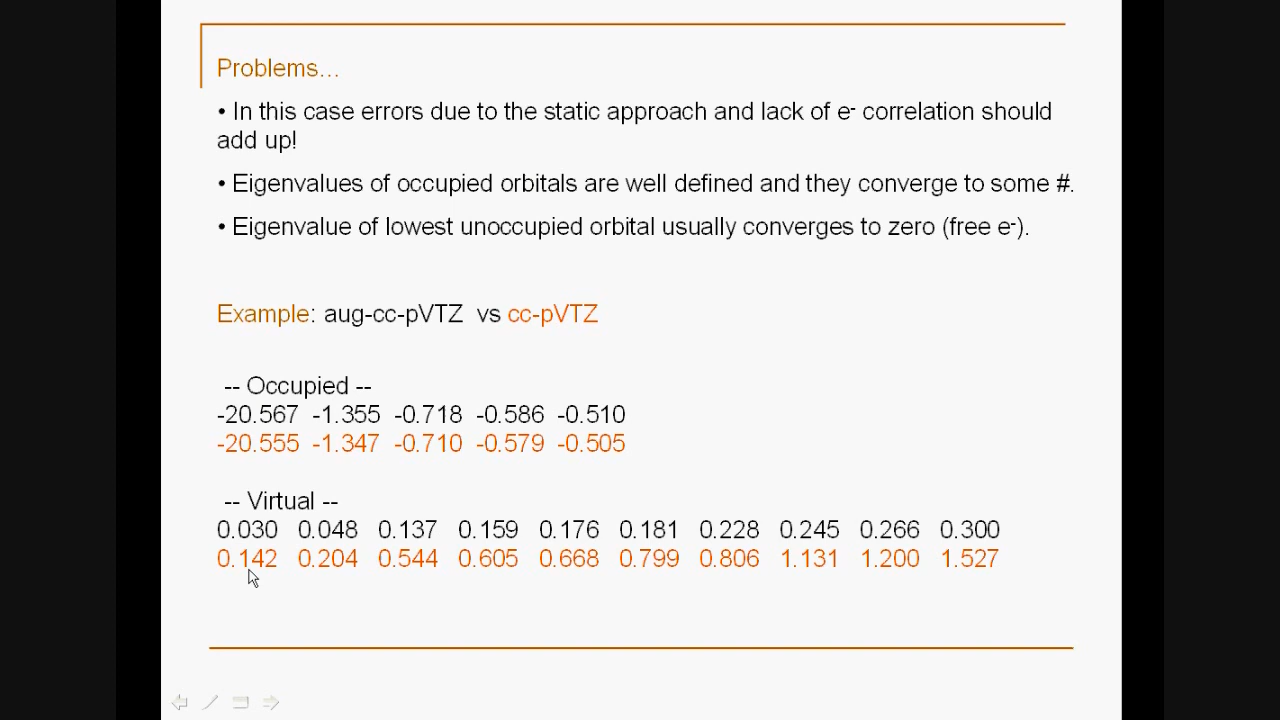 Problems...
• In this case errors due to the static approach and lack of e- correlation should
add up!
• Eigenvalues of occupied orbitals are well defined and they converge to some #.
• Eigenvalue of lowest unoccupied orbital usually converges to zero (free e-).
Example: aug-cc-pVTZ vs cc-pVTZ
-- Occupied --
-20.567 -1.355 -0.718 -0.586 -0.510
-20.555 -1.347 -0.710 -0.579 -0.505
-- Virtual --
0.030 0.048 0.137 0.159 0.176 0.181 0.228 0.245 0.266 0.300
0.142 0.204 0.544 0.605 0.668 0.799 0.806 1.131 1.200 1.527